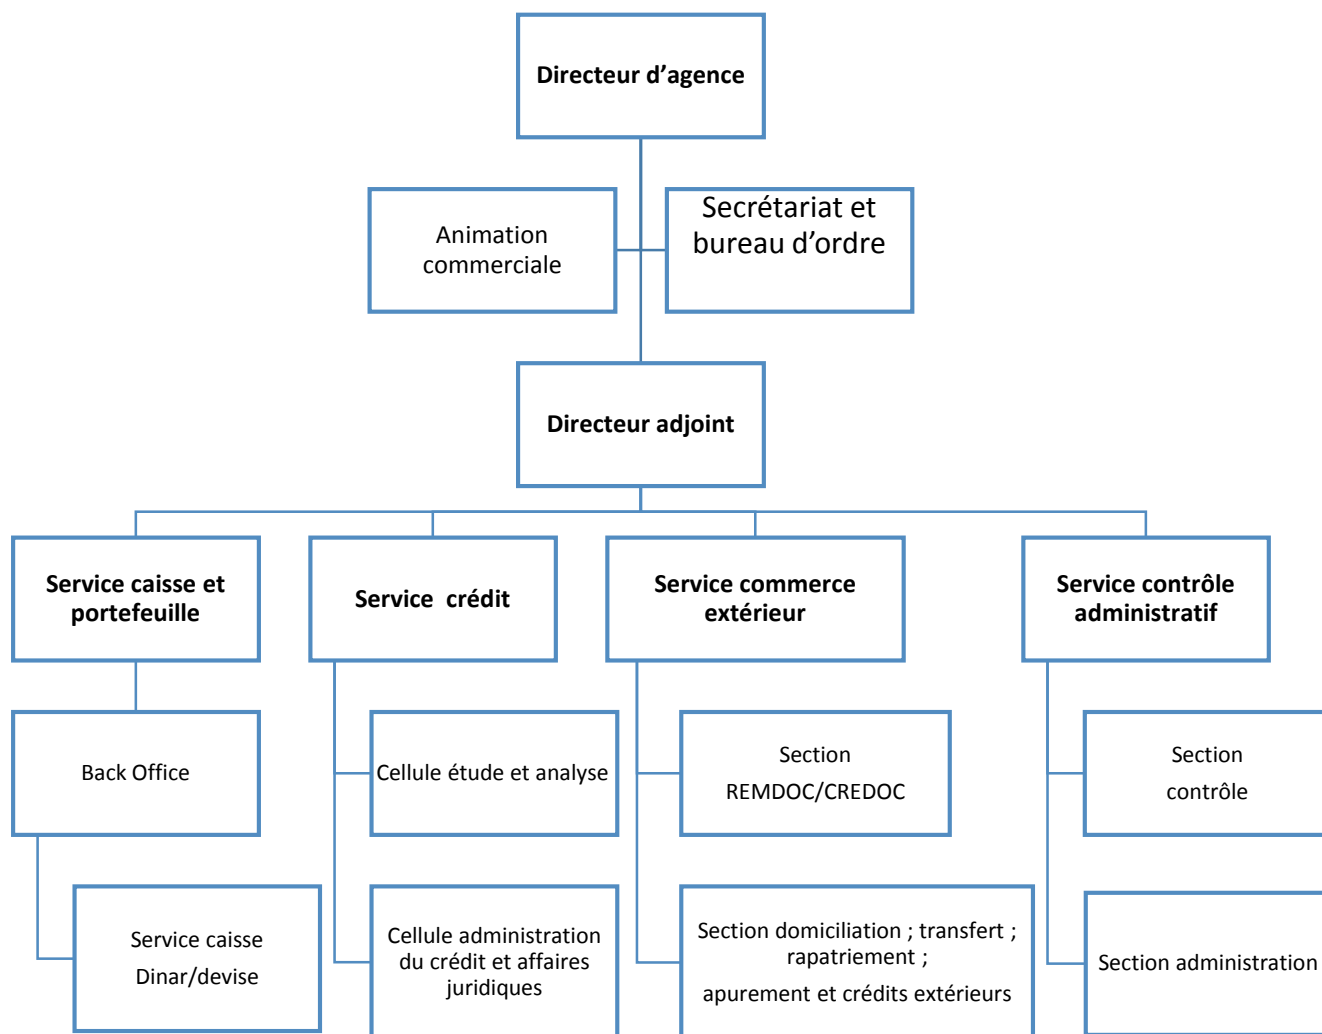 Directeur d’agence
Animation
commerciale
Secrétariat et
bureau d’ordre
Directeur adjoint
Service caisse et
portefeuille
Service crédit
Service commerce
extérieur
Service contrôle
administratif
Back Office
Cellule étude et analyse
Section
REMDOC/CREDOC
Section
contrôle
Service caisse
Dinar/devise
Cellule administration
du crédit et affaires
juridiques
Section domiciliation ; transfert ;
rapatriement ;
apurement et crédits extérieurs
Section administration